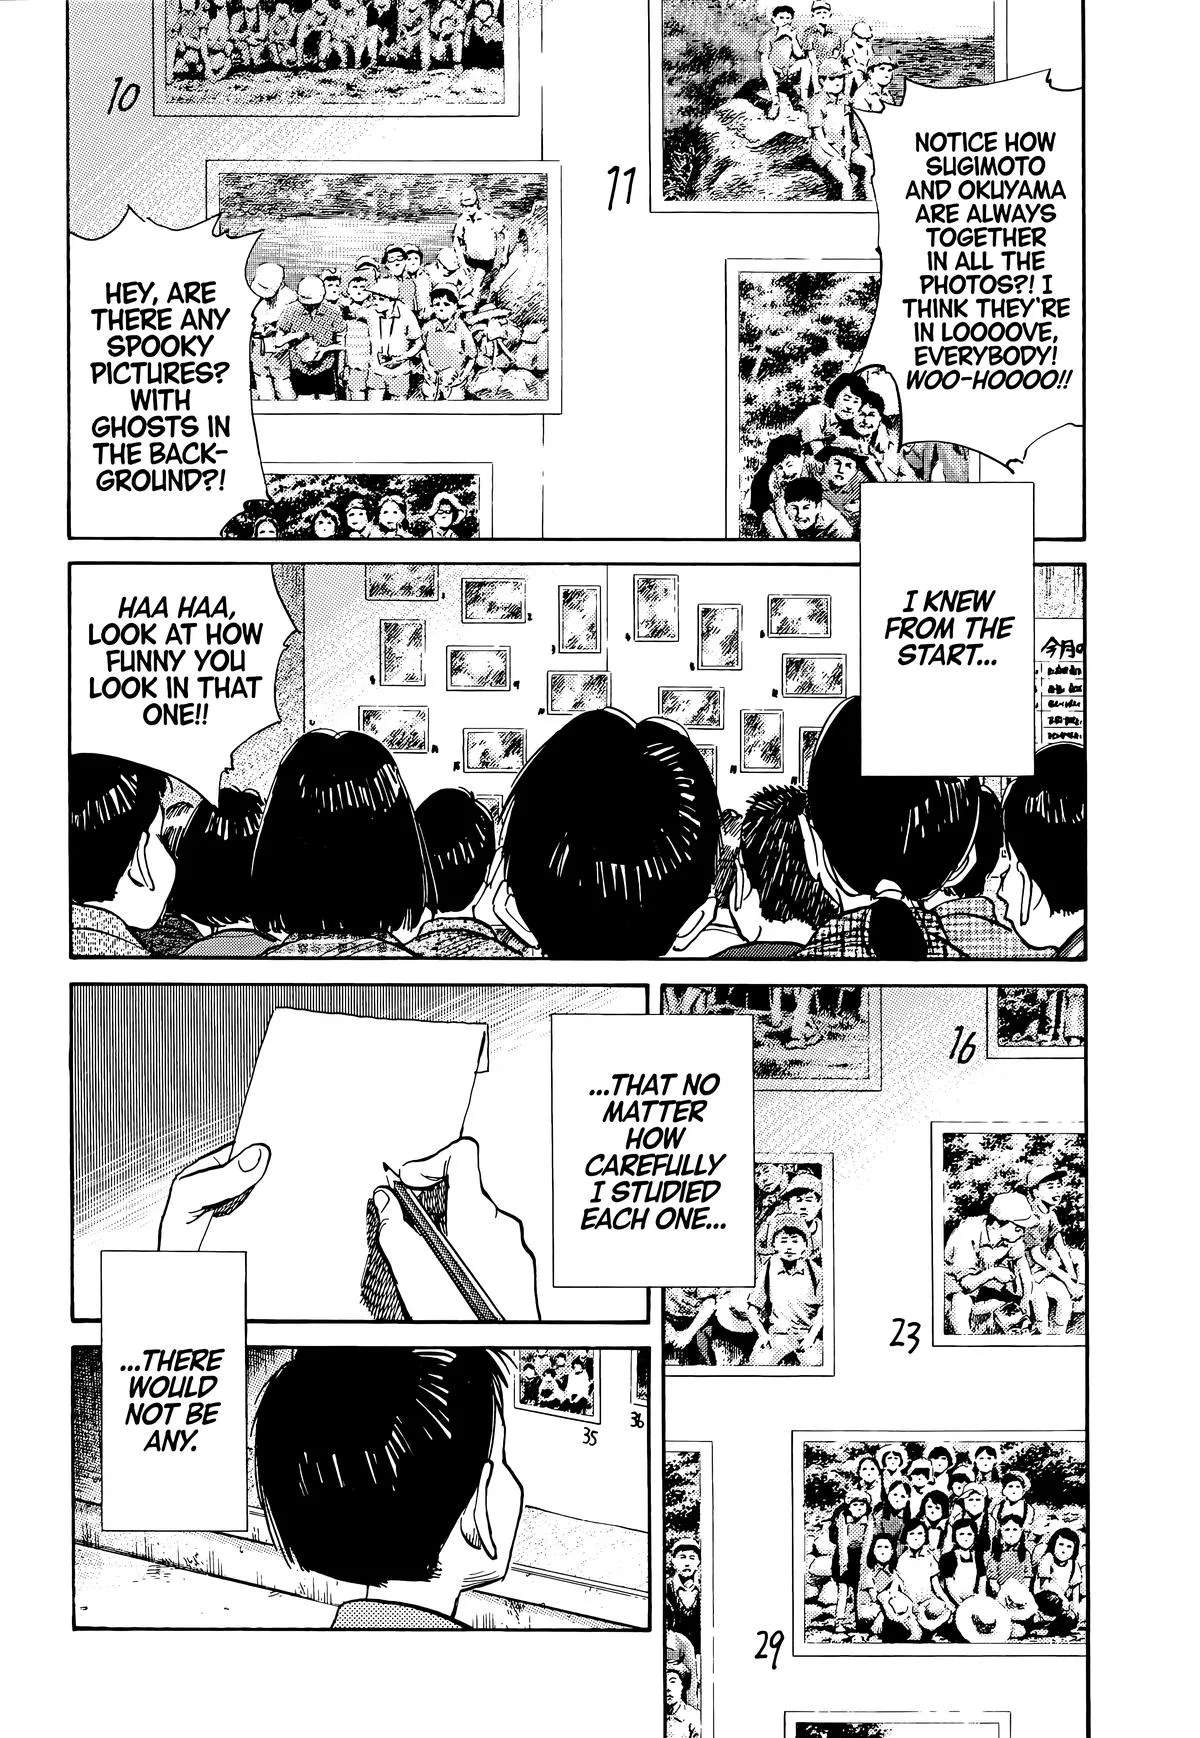 NOTICE HOW
SUGIMOTO
AND OKUYAMA
ARE ALWAYS
TOGETHER
IN ALL THE
PHOTOS?! I
THINK THEY'RE
IN LOOOOVE,
EVERYBODY!
WOO-HOOOO!!
11
10
HEY, ARE
THERE ANY
SPOOKY
PICTURES?
WITH
GHOSTS IN
THE BACK-
GROUND?!
I KNEW
FROM THE
START...
今月の
HAA HAA,
LOOK AT HOW
FUNNY YOU
LOOK IN THAT
ONE!!
16
23
29
...THAT NO
MATTER
HOW
CAREFULLY
I STUDIED
EACH ONE...
...THERE
WOULD
NOT BE
ANY.
35
36